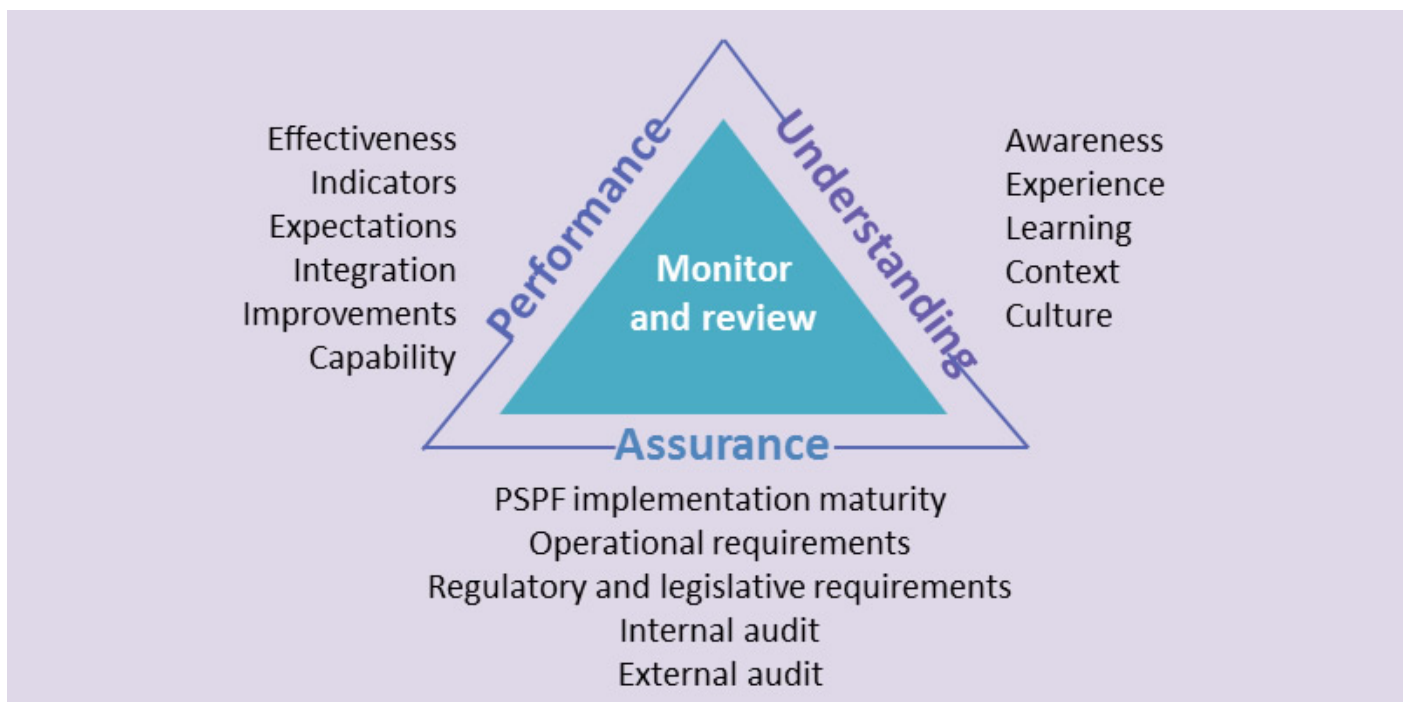 Performance
Effectiveness
Indicators
Expectations
Integration
Improvements
Capability
Understanding
Awareness
Experience
Learning
Context
Culture
Monitor
and review
Assurance
PSPF implementation maturity
Operational requirements
Regulatory and legislative requirements
Internal audit
External audit